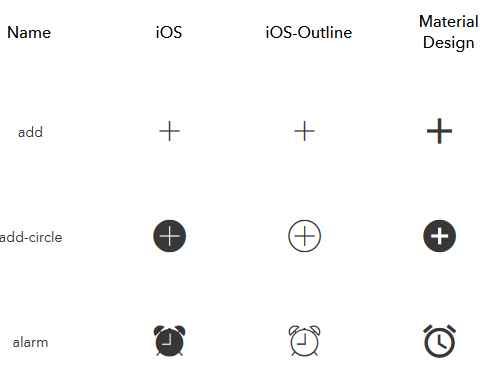 Name iOS iOS-Outline Material
Design
add
add-circle
alarm